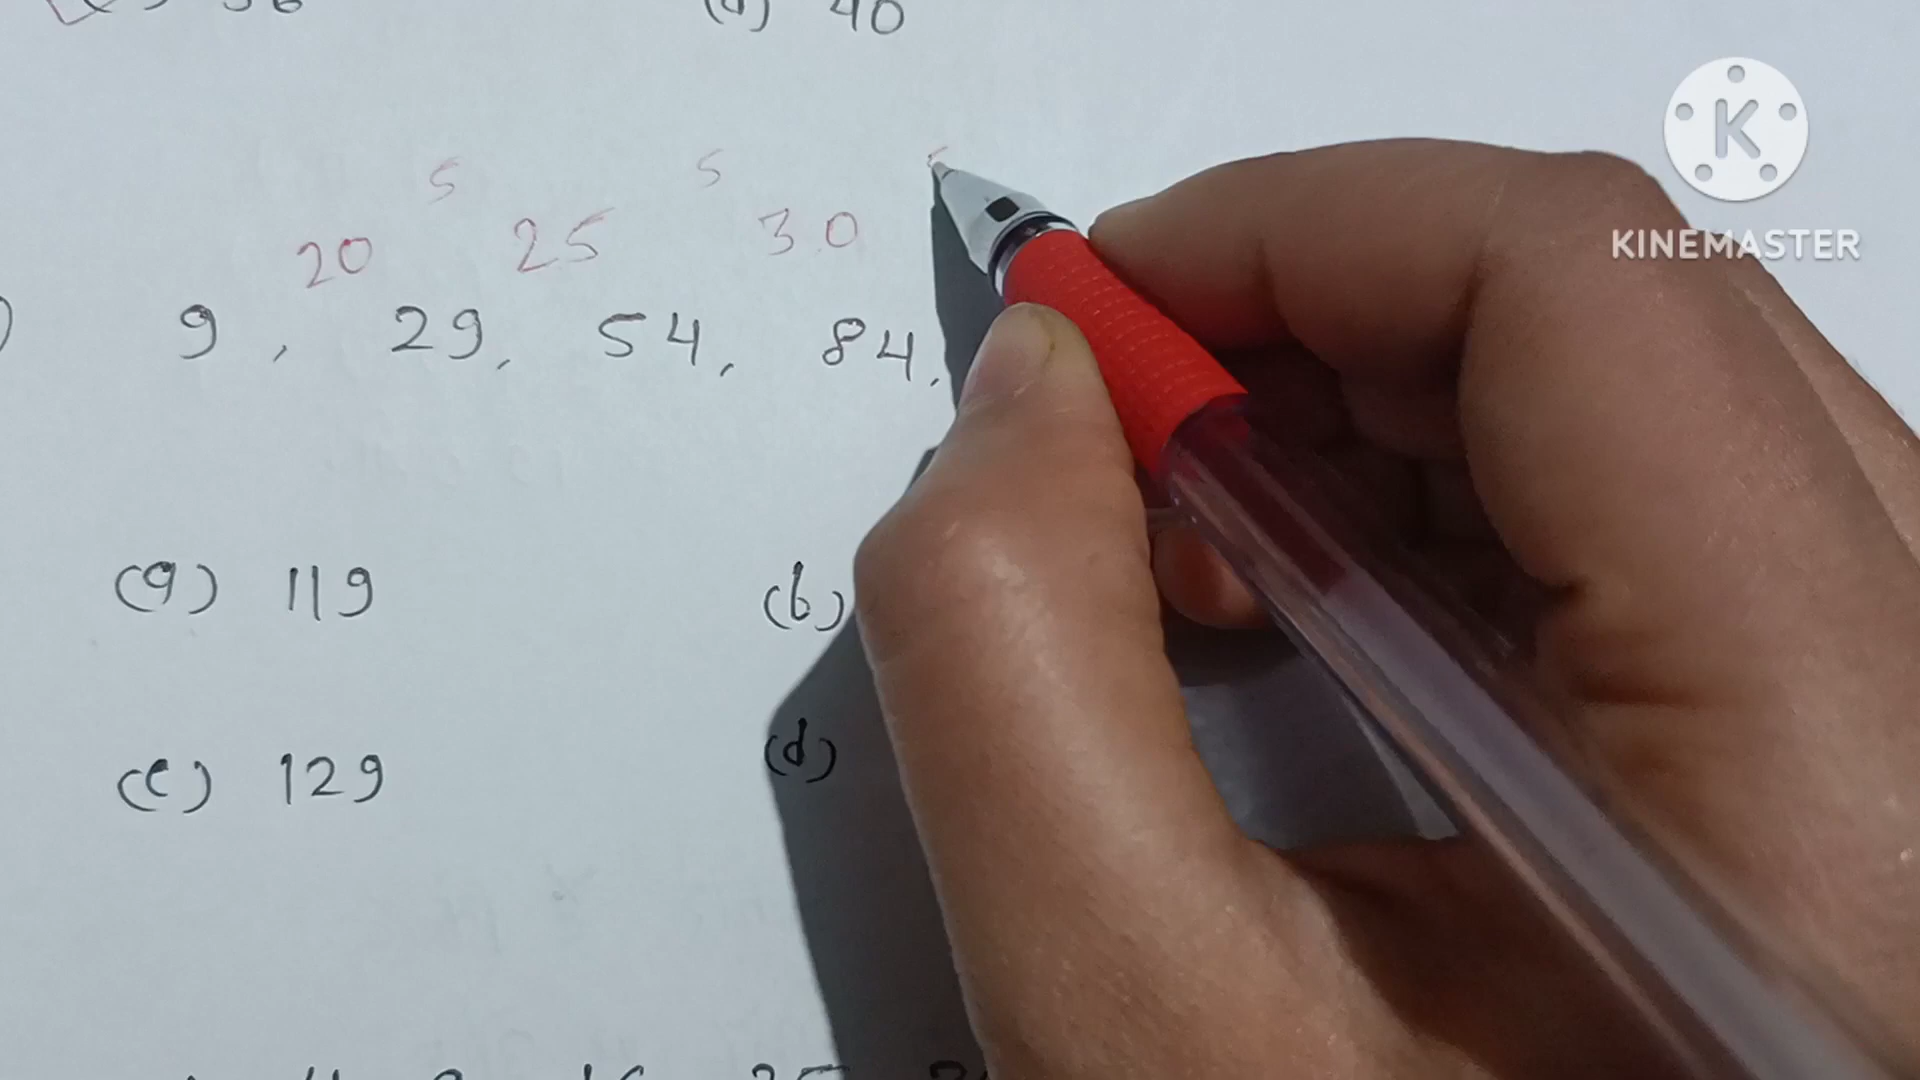 (d) 40
5 5
20 25 30
9, 29, 54, 84,
(a) 119 (b)
(c) 129 (d)
K
KINEMASTER